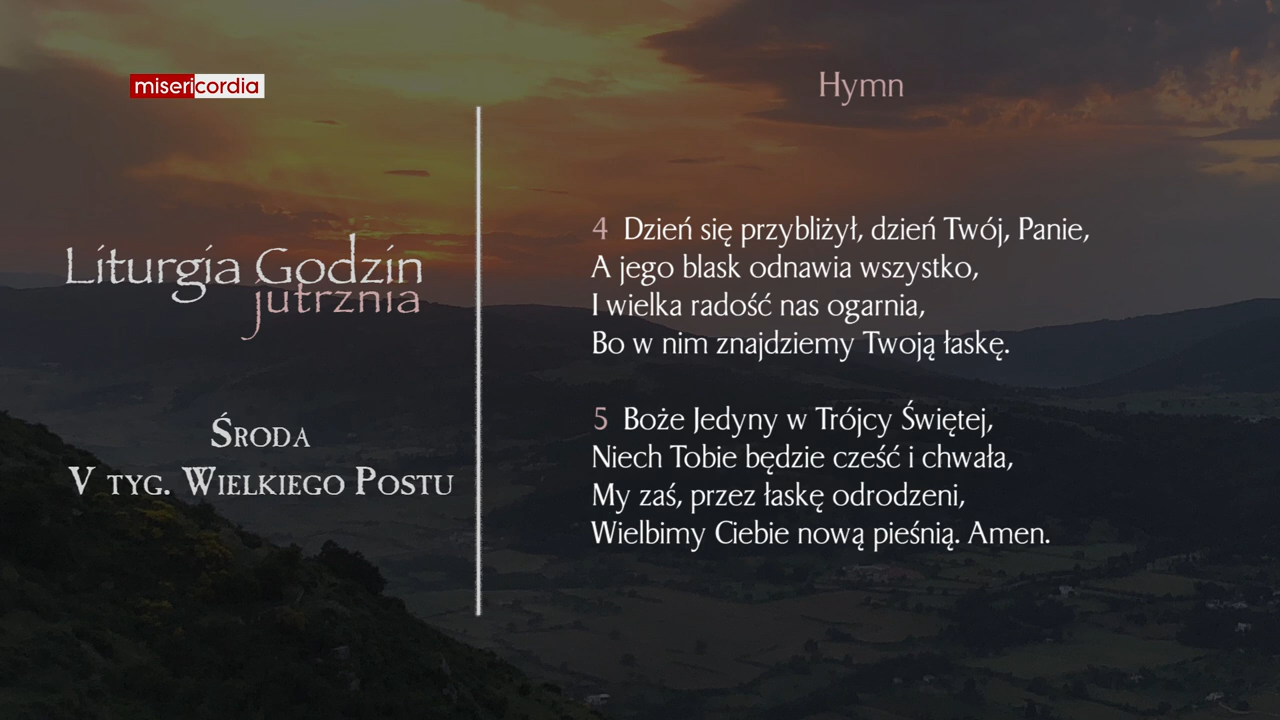 misericordia
Liturgia Godzin
jutrznia
Środa
V tyg. Wielkiego Postu
Hymn
4 Dzień się przybliżył, dzień Twój, Panie,
A jego blask odnawia wszystko,
I wielka radość nas ogarnia,
Bo w nim znajdziemy Twoją łaskę.
5 Boże Jedyny w Trójcy Świętej,
Niech Tobie będzie cześć i chwała,
My zaś, przez łaskę odrodzeni,
Wielbimy Ciebie nową pieśnią. Amen.